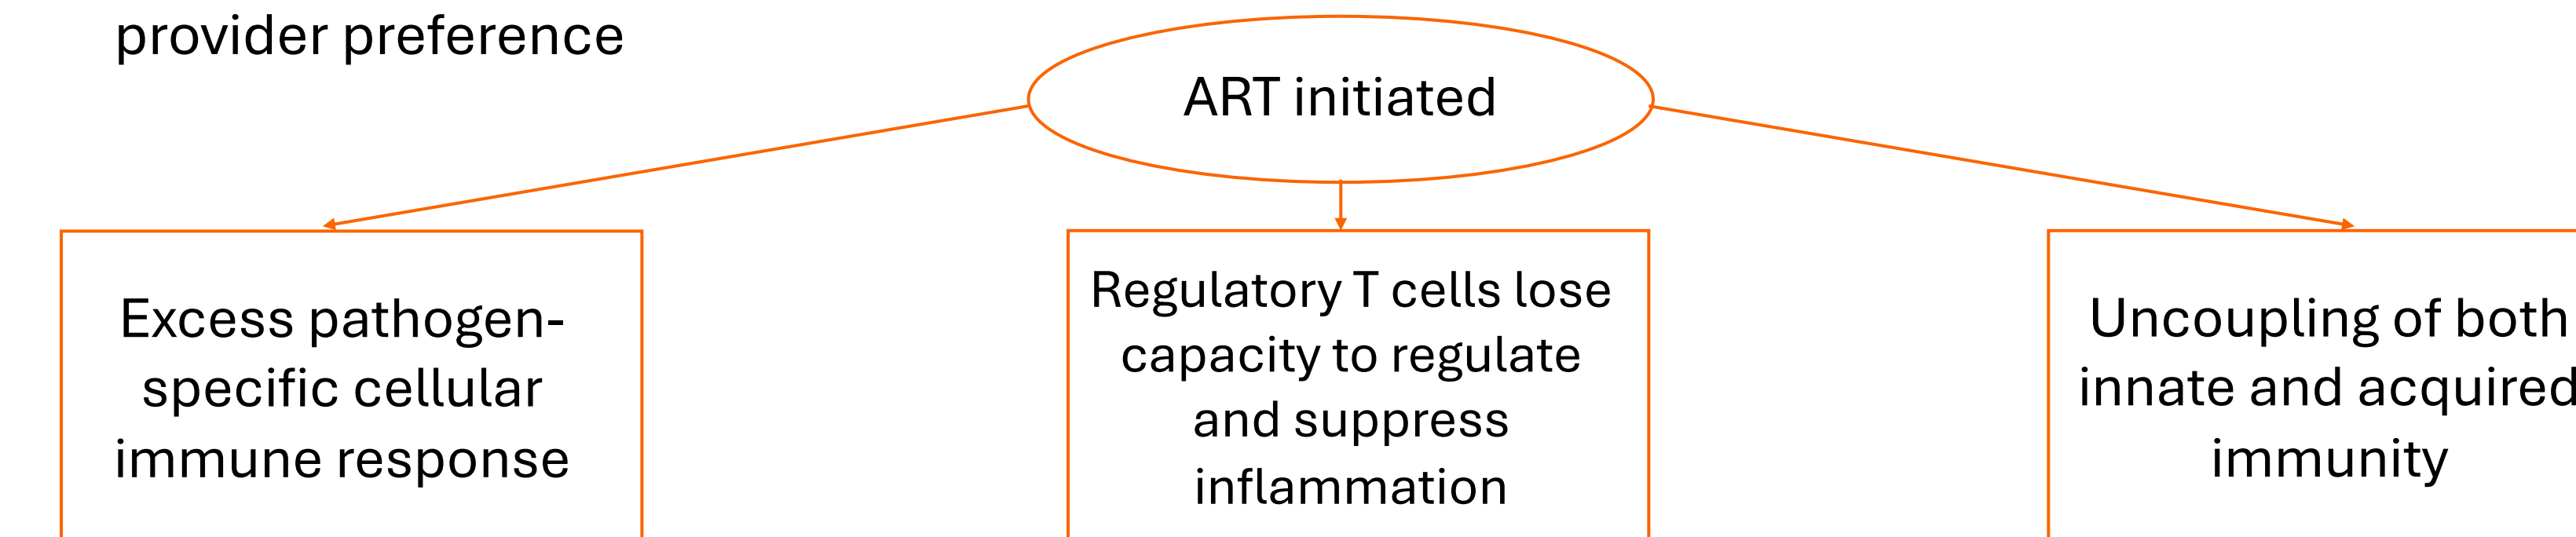 provider preference
ART initiated
Excess pathogen-
specific cellular
immune response
Regulatory T cells lose
capacity to regulate
and suppress
inflammation
Uncoupling of both
innate and acquired
immunity